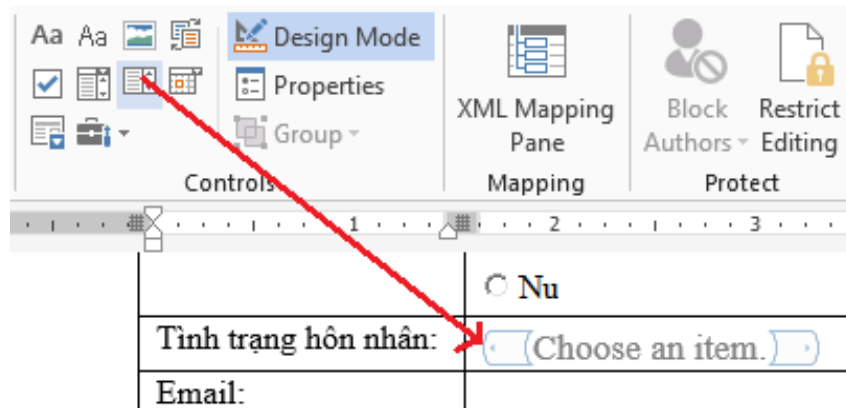 Aa Aa Design Mode
Properties
Group
XML Mapping
Pane
Block
Authors
Restrict
Editing
Controls
Mapping
Protect
1 2 3
Nu
Tình trạng hôn nhân:
Choose an item.
Email: